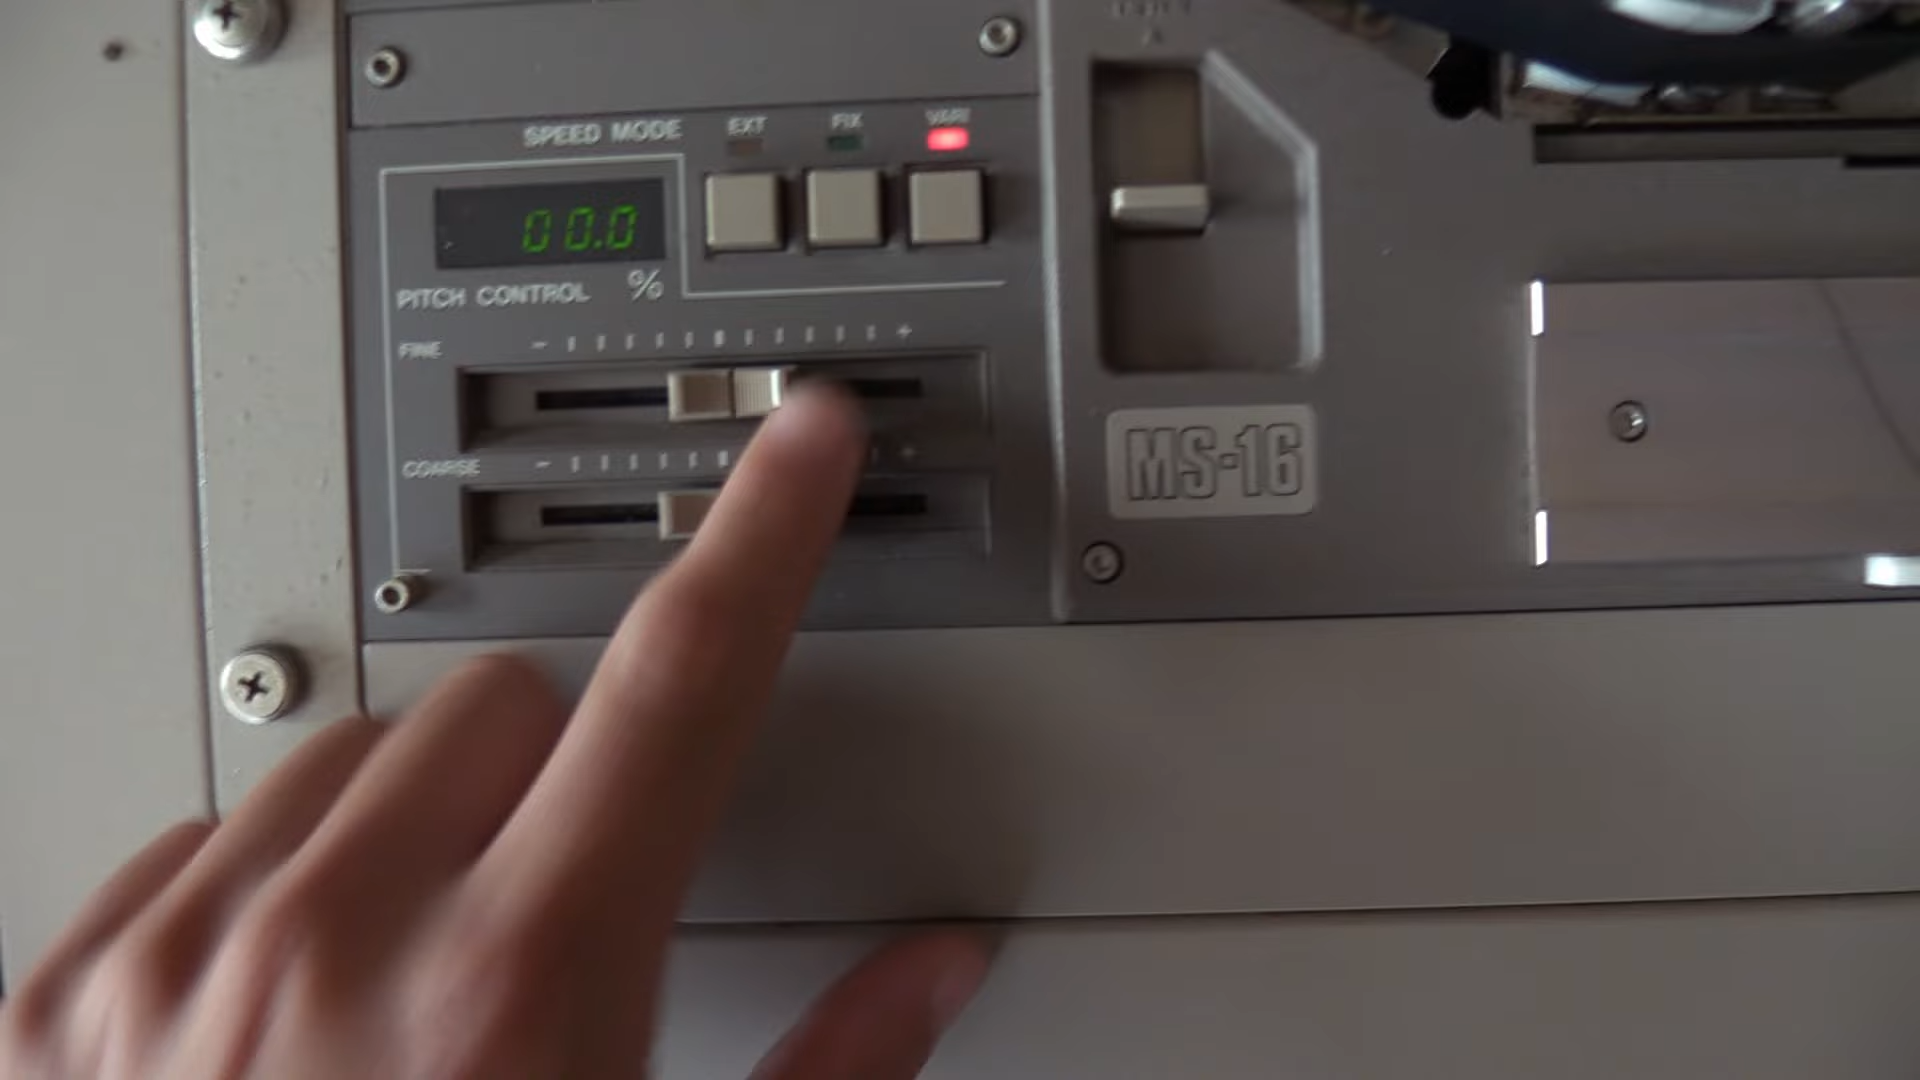 SPEED MODE EXT FIX VARI
00.0
PITCH CONTROL %
FINE - +
COARSE - +
MS-16